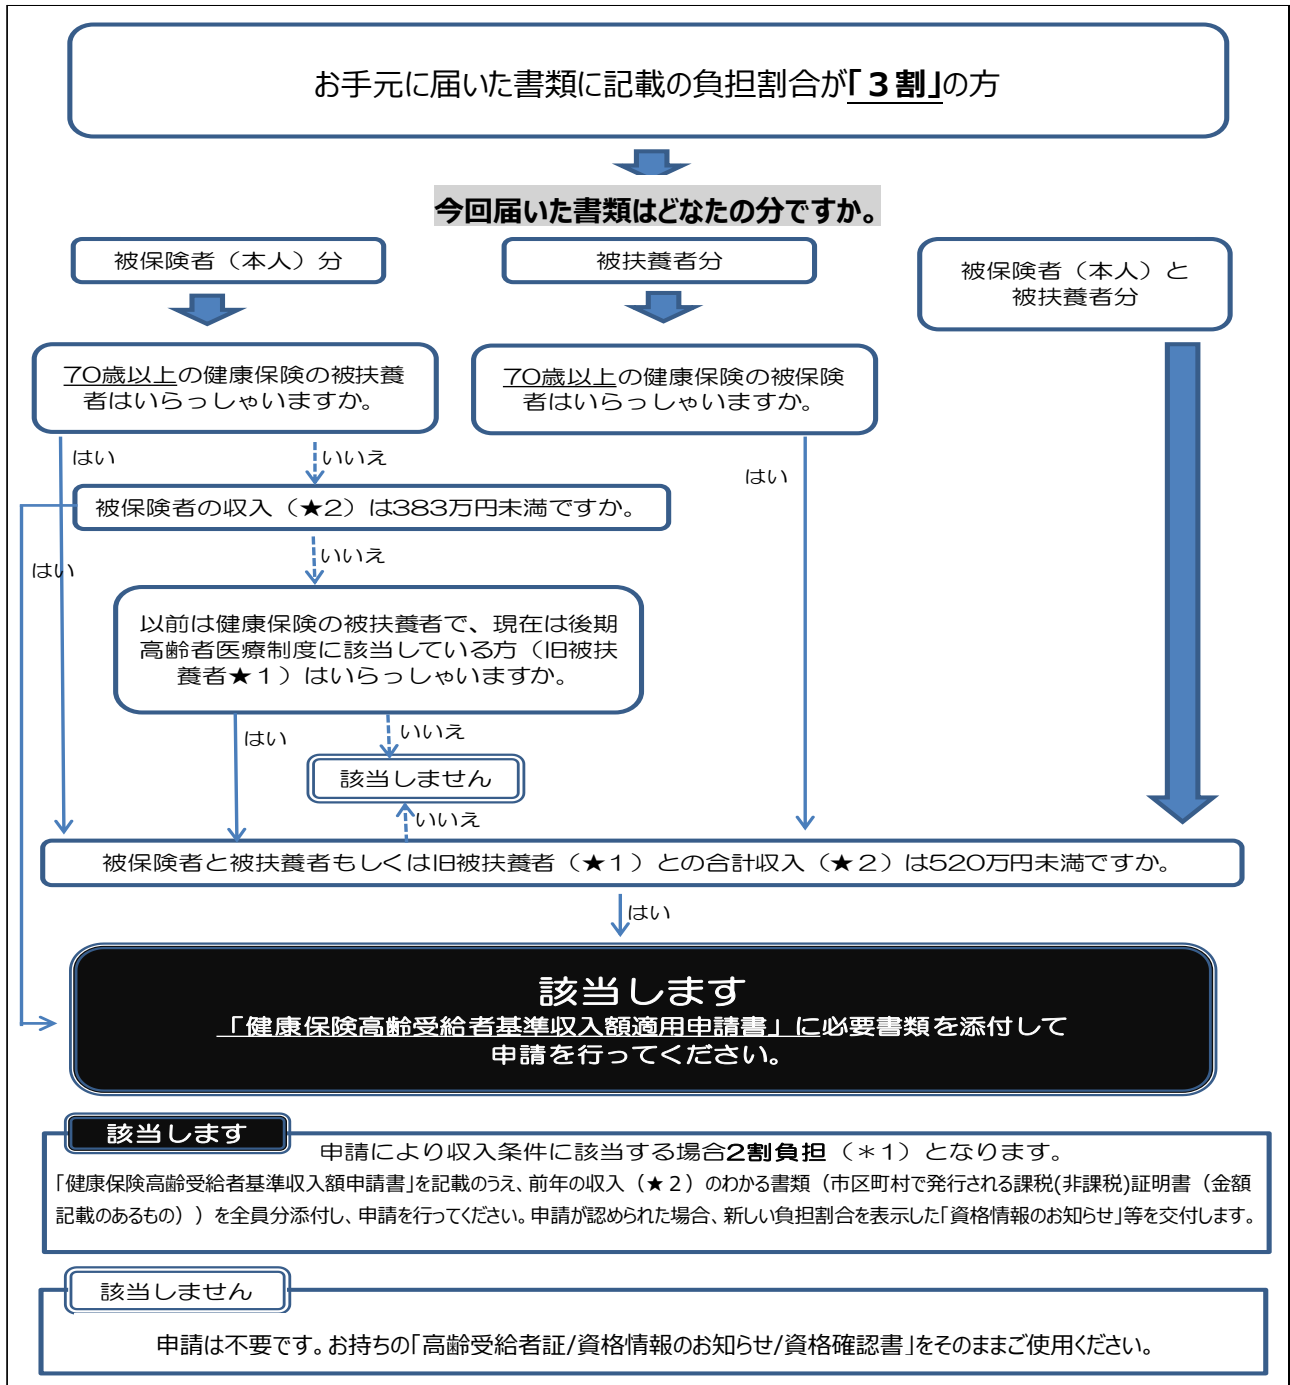 お手元に届いた書類に記載の負担割合が「３割」の方
今回届いた書類はどなたの分ですか。
被保険者（本人）分
被扶養者分
被保険者（本人）と
被扶養者分
70歳以上の健康保険の被扶養
者はいらっしゃいますか。
70歳以上の健康保険の被保険
者はいらっしゃいますか。
はい
いいえ
はい
被保険者の収入（★2）は383万円未満ですか。
いいえ
はい
以前は健康保険の被扶養者で、現在は後期
高齢者医療制度に該当している方（旧被扶
養者★１）はいらっしゃいますか。
はい
いいえ
該当しません
いいえ
被保険者と被扶養者もしくは旧被扶養者（★１）との合計収入（★２）は520万円未満ですか。
はい
該当します
「健康保険高齢受給者基準収入額適用申請書」に必要書類を添付して
申請を行ってください。
該当します
申請により収入条件に該当する場合2割負担（＊1）となります。
「健康保険高齢受給者基準収入額申請書」を記載のうえ、前年の収入（★２）のわかる書類（市区町村で発行される課税(非課税)証明書（金額
記載のあるもの））を全員分添付し、申請を行ってください。申請が認められた場合、新しい負担割合を表示した「資格情報のお知らせ」等を交付します。
該当しません
申請は不要です。お持ちの「高齢受給者証/資格情報のお知らせ/資格確認書」をそのままご使用ください。